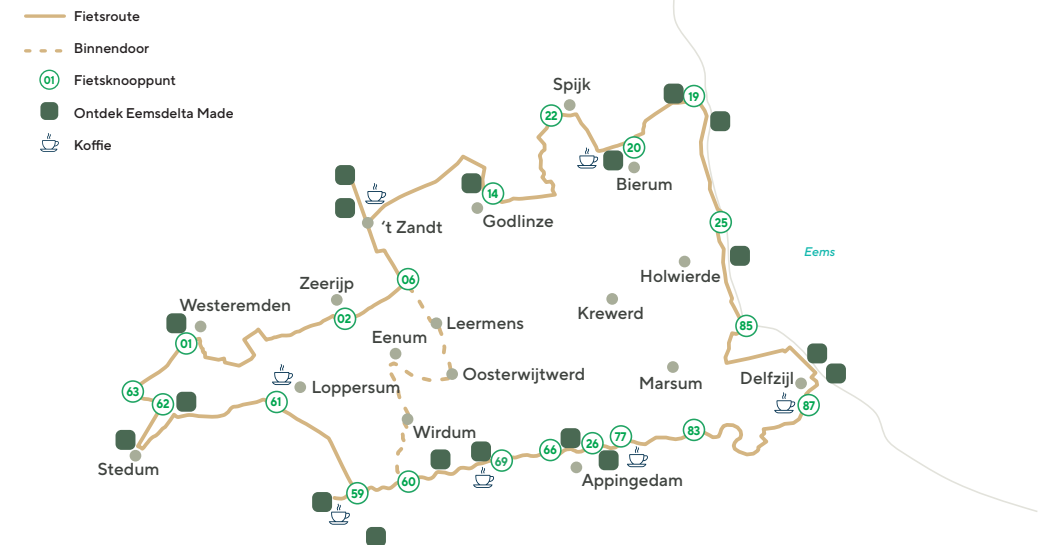 Fietsroute
Binnendoor
01 Fietsknooppunt
Ontdek Eemsdelta Made
Koffie
Spijk
22
19
20
Bierum
14
Godlinze
‘t Zandt
25
Eems
Holwierde
06
Zeerijp
02
Westeremden
01
Krewerd
Leermens
85
Eenum
Oosterwijtwerd
Marsum
Delfzijl
87
63
62
61
Loppersum
Wirdum
83
77
26
66
69
Appingedam
Stedum
60
59